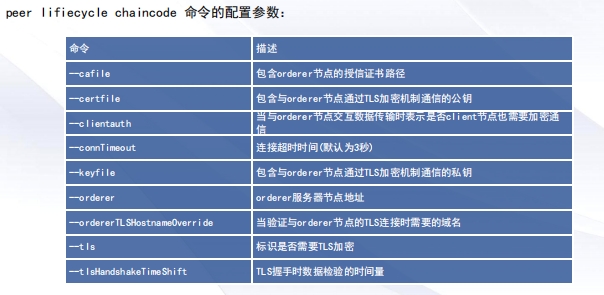 peer lifiecycle chaincode 命令的配置参数：
命令 描述
--cafile 包含orderer节点的授信证书路径
--certfile 包含与orderer节点通过TLS加密机制通信的公钥
--clientauth 当与orderer节点交互数据传输时表示是否client节点也需要加密通
信
--connTimeout 连接超时时间(默认为3秒)
--keyfile 包含与orderer节点通过TLS加密机制通信的私钥
--orderer orderer服务器节点地址
--ordererTLSHostnameOverride 当验证与orderer节点的TLS连接时需要的域名
--tls 标识是否需要TLS加密
--tlsHandshakeTimeShift TLS握手时数据检验的时间量